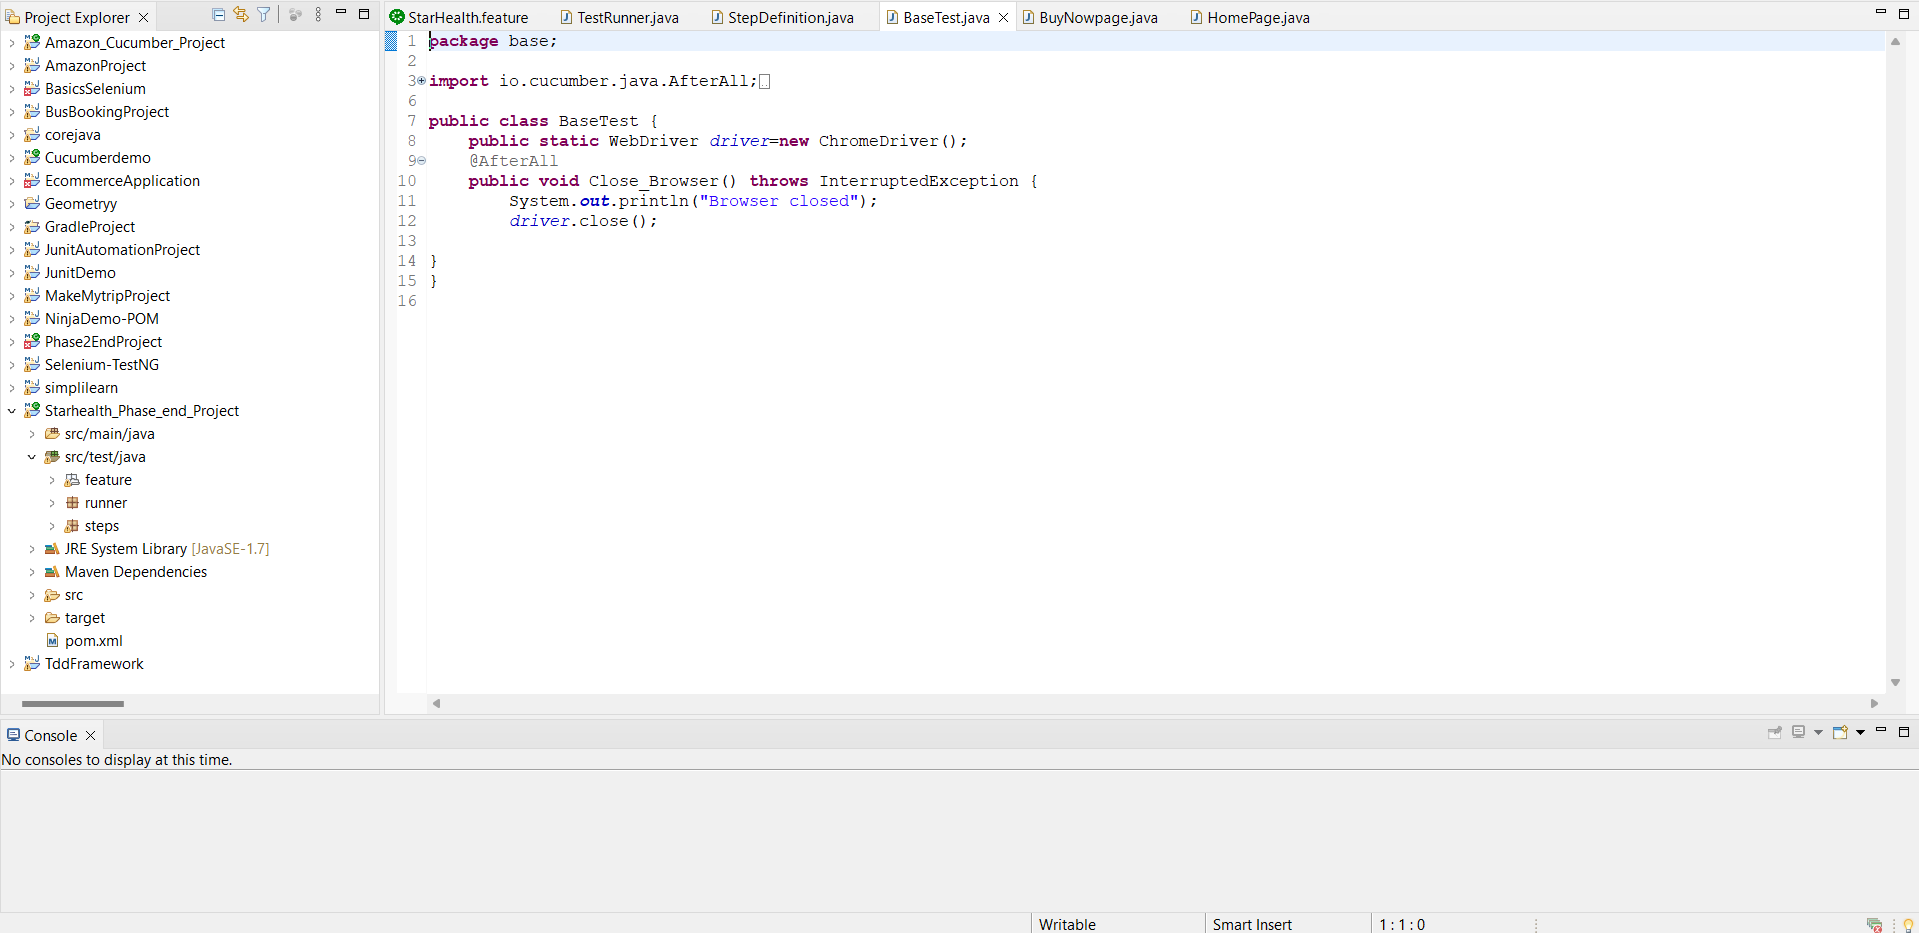 Project Explorer
Amazon_Cucumber_Project
AmazonProject
BasicsSelenium
BusBookingProject
corejava
Cucumberdemo
EcommerceApplication
Geometryy
GradleProject
JunitAutomationProject
JunitDemo
MakeMytripProject
NinjaDemo-POM
Phase2EndProject
Selenium-TestNG
simplilearn
Starhealth_Phase_end_Project
src/main/java
src/test/java
feature
runner
steps
JRE System Library [JavaSE-1.7]
Maven Dependencies
src
target
pom.xml
TddFramework
StarHealth.feature TestRunner.java StepDefinition.java BaseTest.java BuyNowpage.java HomePage.java
1 package base;
2
3 import io.cucumber.java.AfterAll;
6
7 public class BaseTest {
8 public static WebDriver driver=new ChromeDriver();
9 @AfterAll
10 public void Close_Browser() throws InterruptedException {
11 System.out.println("Browser closed");
12 driver.close();
13
14 }
15 }
16
Console
No consoles to display at this time.
Writable Smart Insert 1 : 1 : 0